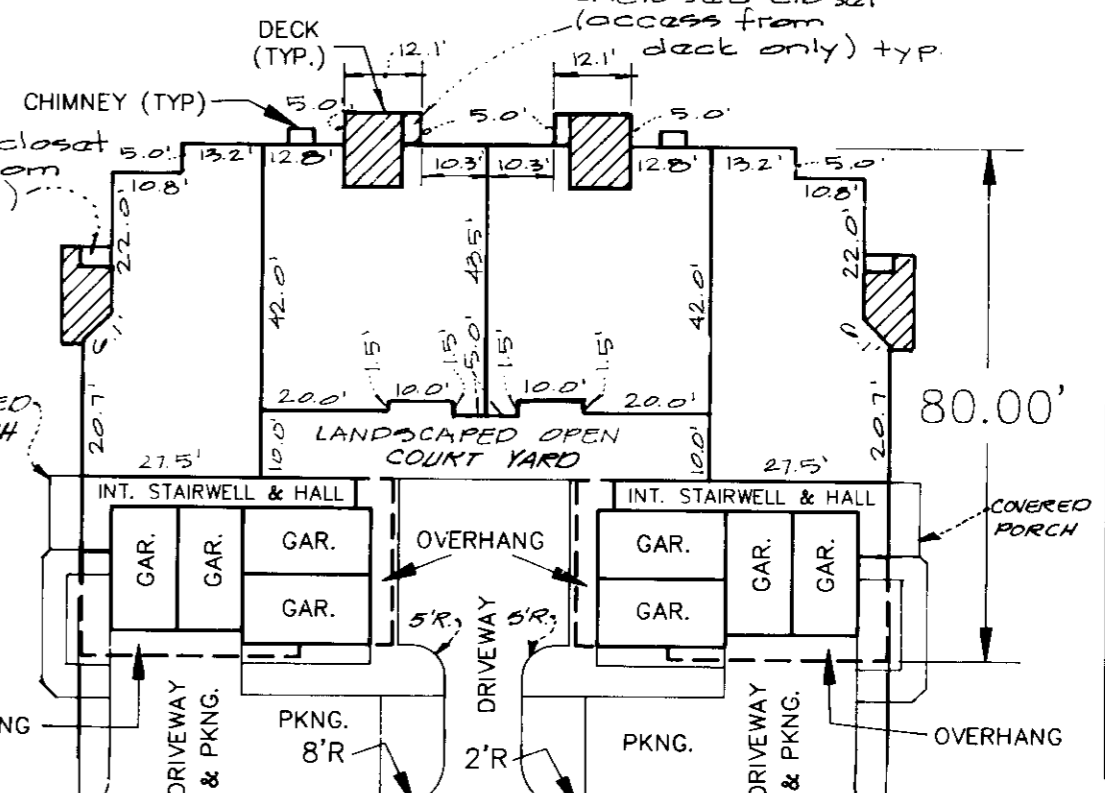 (access from
deck only) typ.
DECK
(TYP.)
12.1'
12.1'
CHIMNEY (TYP)
5.0'
5.0'
5.0'
closet
5.0'
13.2'
12.8'
10.3'
10.3'
12.8'
13.2'
5.0'
10.8'
10.8'
22.0'
22.0'
42.0'
43.5'
42.0'
6.1'
6.1'
1.5'
1.5'
5.0'
1.5'
1.5'
20.0'
10.0'
10.0'
20.0'
80.00'
20.7'
20.7'
10.0'
LANDSCAPED OPEN
COURT YARD
10.0'
27.5'
27.5'
INT. STAIRWELL & HALL
INT. STAIRWELL & HALL
COVERED
PORCH
GAR.
GAR.
GAR.
GAR.
OVERHANG
GAR.
GAR.
GAR.
GAR.
5'R.
5'R.
DRIVEWAY
PKNG.
PKNG.
DRIVEWAY
& PKNG.
DRIVEWAY
& PKNG.
8'R
2'R
OVERHANG